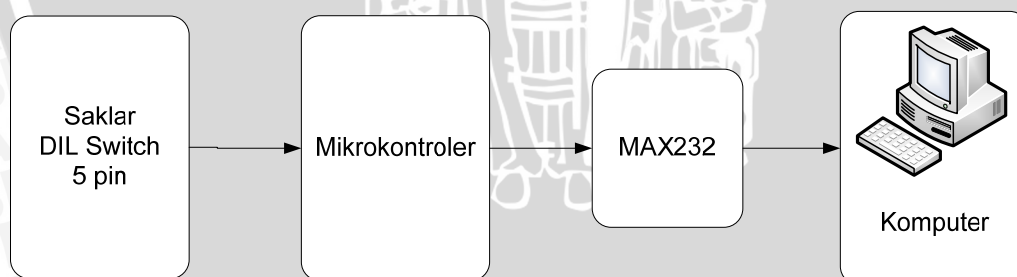 Saklar
DIL Switch
5 pin
Mikrokontroler
MAX232
Komputer